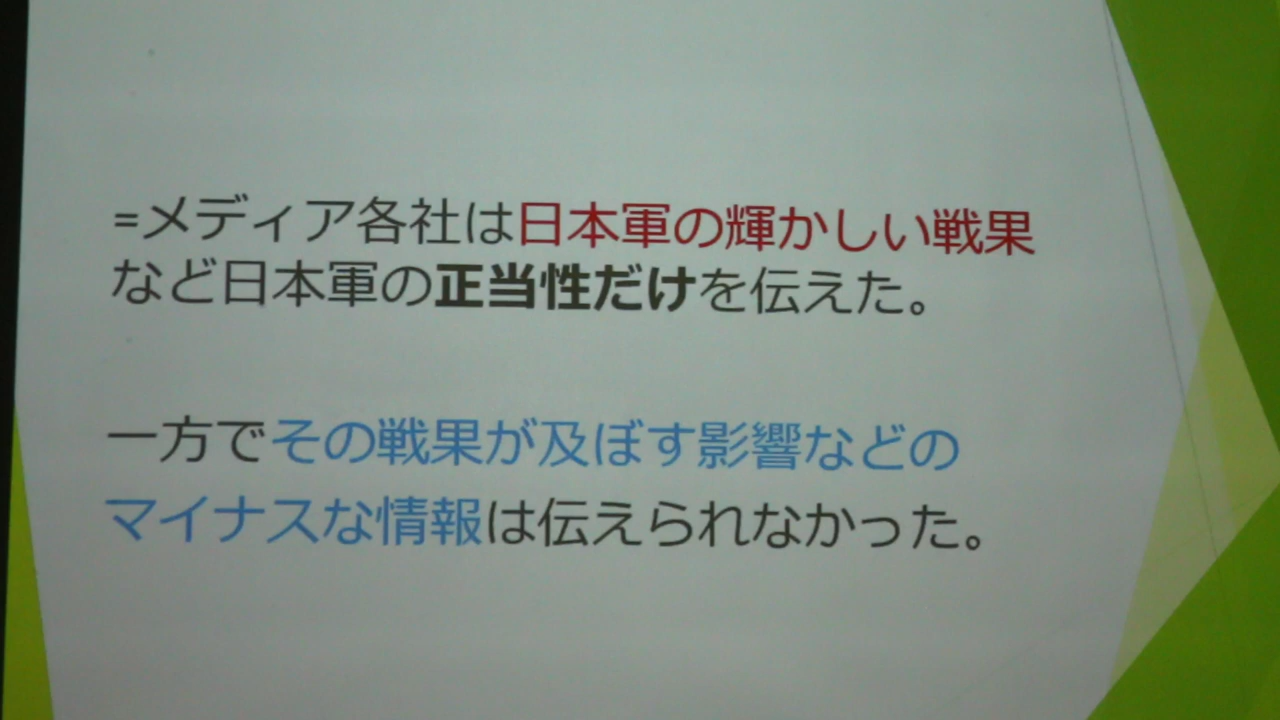 =メディア各社は日本軍の輝かしい戦果
など日本軍の正当性だけを伝えた。
一方でその戦果が及ぼす影響などの
マイナスな情報は伝えられなかった。